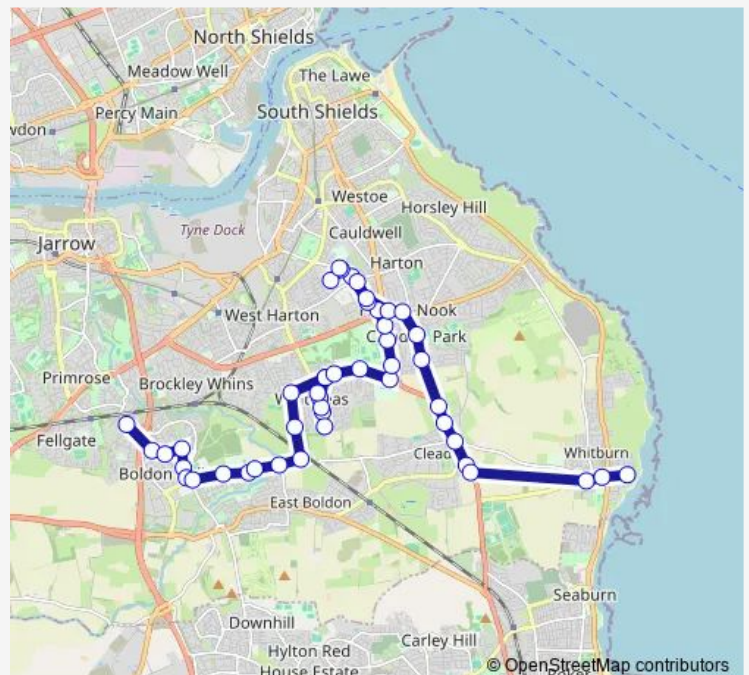 North Shields
Meadow Well
The Lawe
Percy Main
South Shields
wdon
Westoe
Horsley Hill
Tyne Dock
Cauldwell
Jarrow
Harton
West Harton
Nook
Park
Primrose
Brockley Whins
Fellgate
Clead
Whitburn
Boldon
East Boldon
Seaburn
Downhill
Carley Hill
Hylton Red
House Estate
© OpenStreetMap contributors